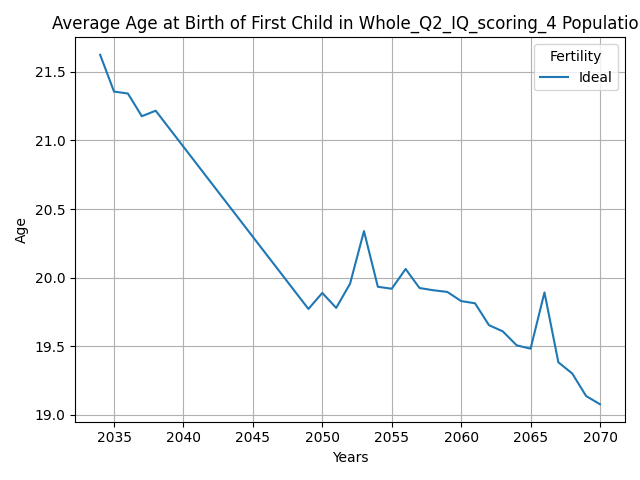 Average Age at Birth of First Child in Whole_Q2_IQ_scoring_4 Populatio
Fertility
Ideal
21.5
21.0
20.5
20.0
19.5
19.0
Age
2035 2040 2045 2050 2055 2060 2065 2070
Years